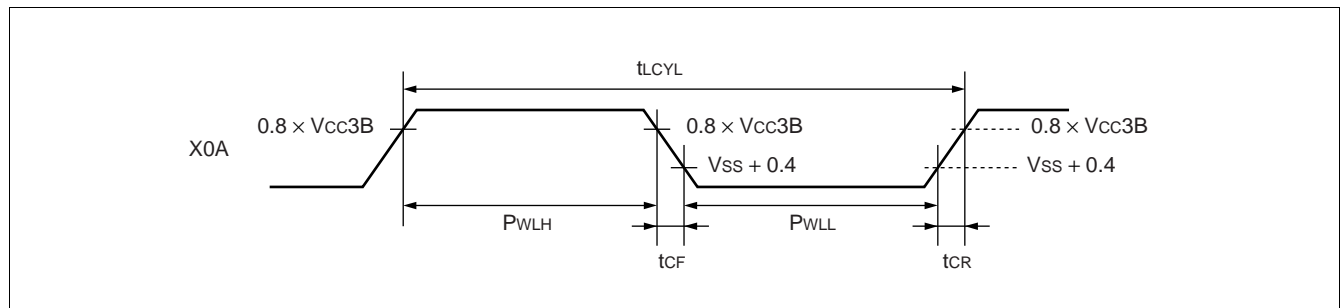 tLCYL
0.8 × VCC3B
0.8 × VCC3B
0.8 × VCC3B
X0A
VSS + 0.4
VSS + 0.4
PWLH
PWLL
tCF
tCR